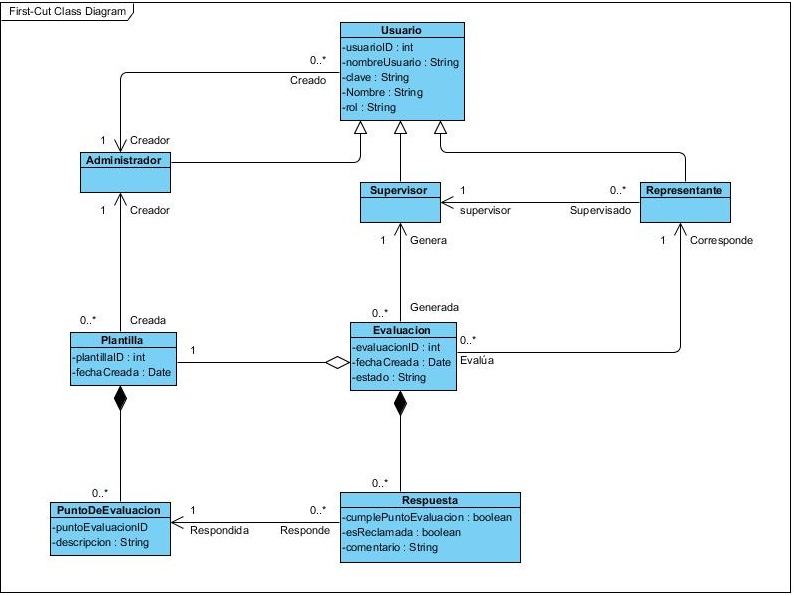 First-Cut Class Diagram
Usuario
-usuarioID : int
-nombreUsuario : String
-clave : String
-Nombre : String
-rol : String
0..*
Creado
1
Creador
Administrador
Supervisor
Representante
1
supervisor
0..*
Supervisado
1
Creador
1
Genera
1
Corresponde
0..*
Creada
0..*
Generada
Plantilla
-plantillaID : int
-fechaCreada : Date
1
Evaluacion
-evaluacionID : int
-fechaCreada : Date
-estado : String
0..*
Evalúa
0..*
0..*
PuntoDeEvaluacion
-puntoEvaluacionID
-descripcion : String
1
Respondida
0..*
Responde
Respuesta
-cumplePuntoEvaluacion : boolean
-esReclamada : boolean
-comentario : String